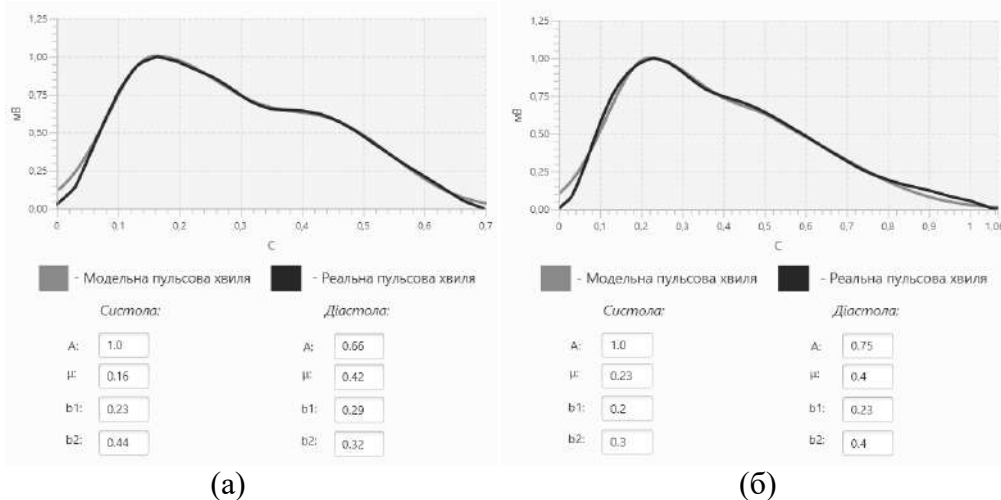 1,25
1,00
0,75
0,50
0,25
0,00
мВ
0 0,1 0,2 0,3 0,4 0,5 0,6 0,7
С
- Модельна пульсова хвиля - Реальна пульсова хвиля
Систола: Діастола:
A: 1.0 A: 0.66
μ: 0.16 μ: 0.42
b1: 0.23 b1: 0.29
b2: 0.44 b2: 0.32
(а)
1,25
1,00
0,75
0,50
0,25
0,00
мВ
0 0,1 0,2 0,3 0,4 0,5 0,6 0,7 0,8 0,9 1 1,06
С
- Модельна пульсова хвиля - Реальна пульсова хвиля
Систола: Діастола:
A: 1.0 A: 0.75
μ: 0.23 μ: 0.4
b1: 0.2 b1: 0.23
b2: 0.3 b2: 0.4
(б)